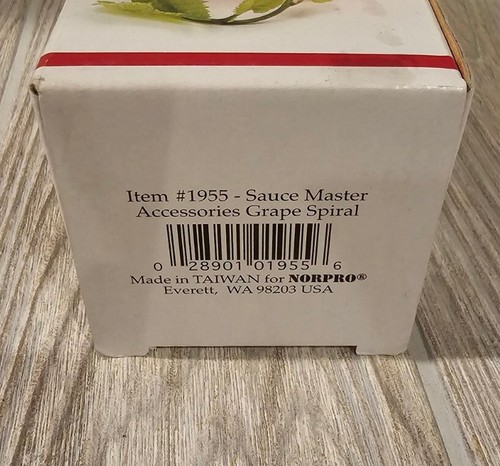 Item #1955 - Sauce Master
Accessories Grape Spiral
0 28901 01955 6
Made in TAIWAN for NORPRO®
Everett, WA 98203 USA